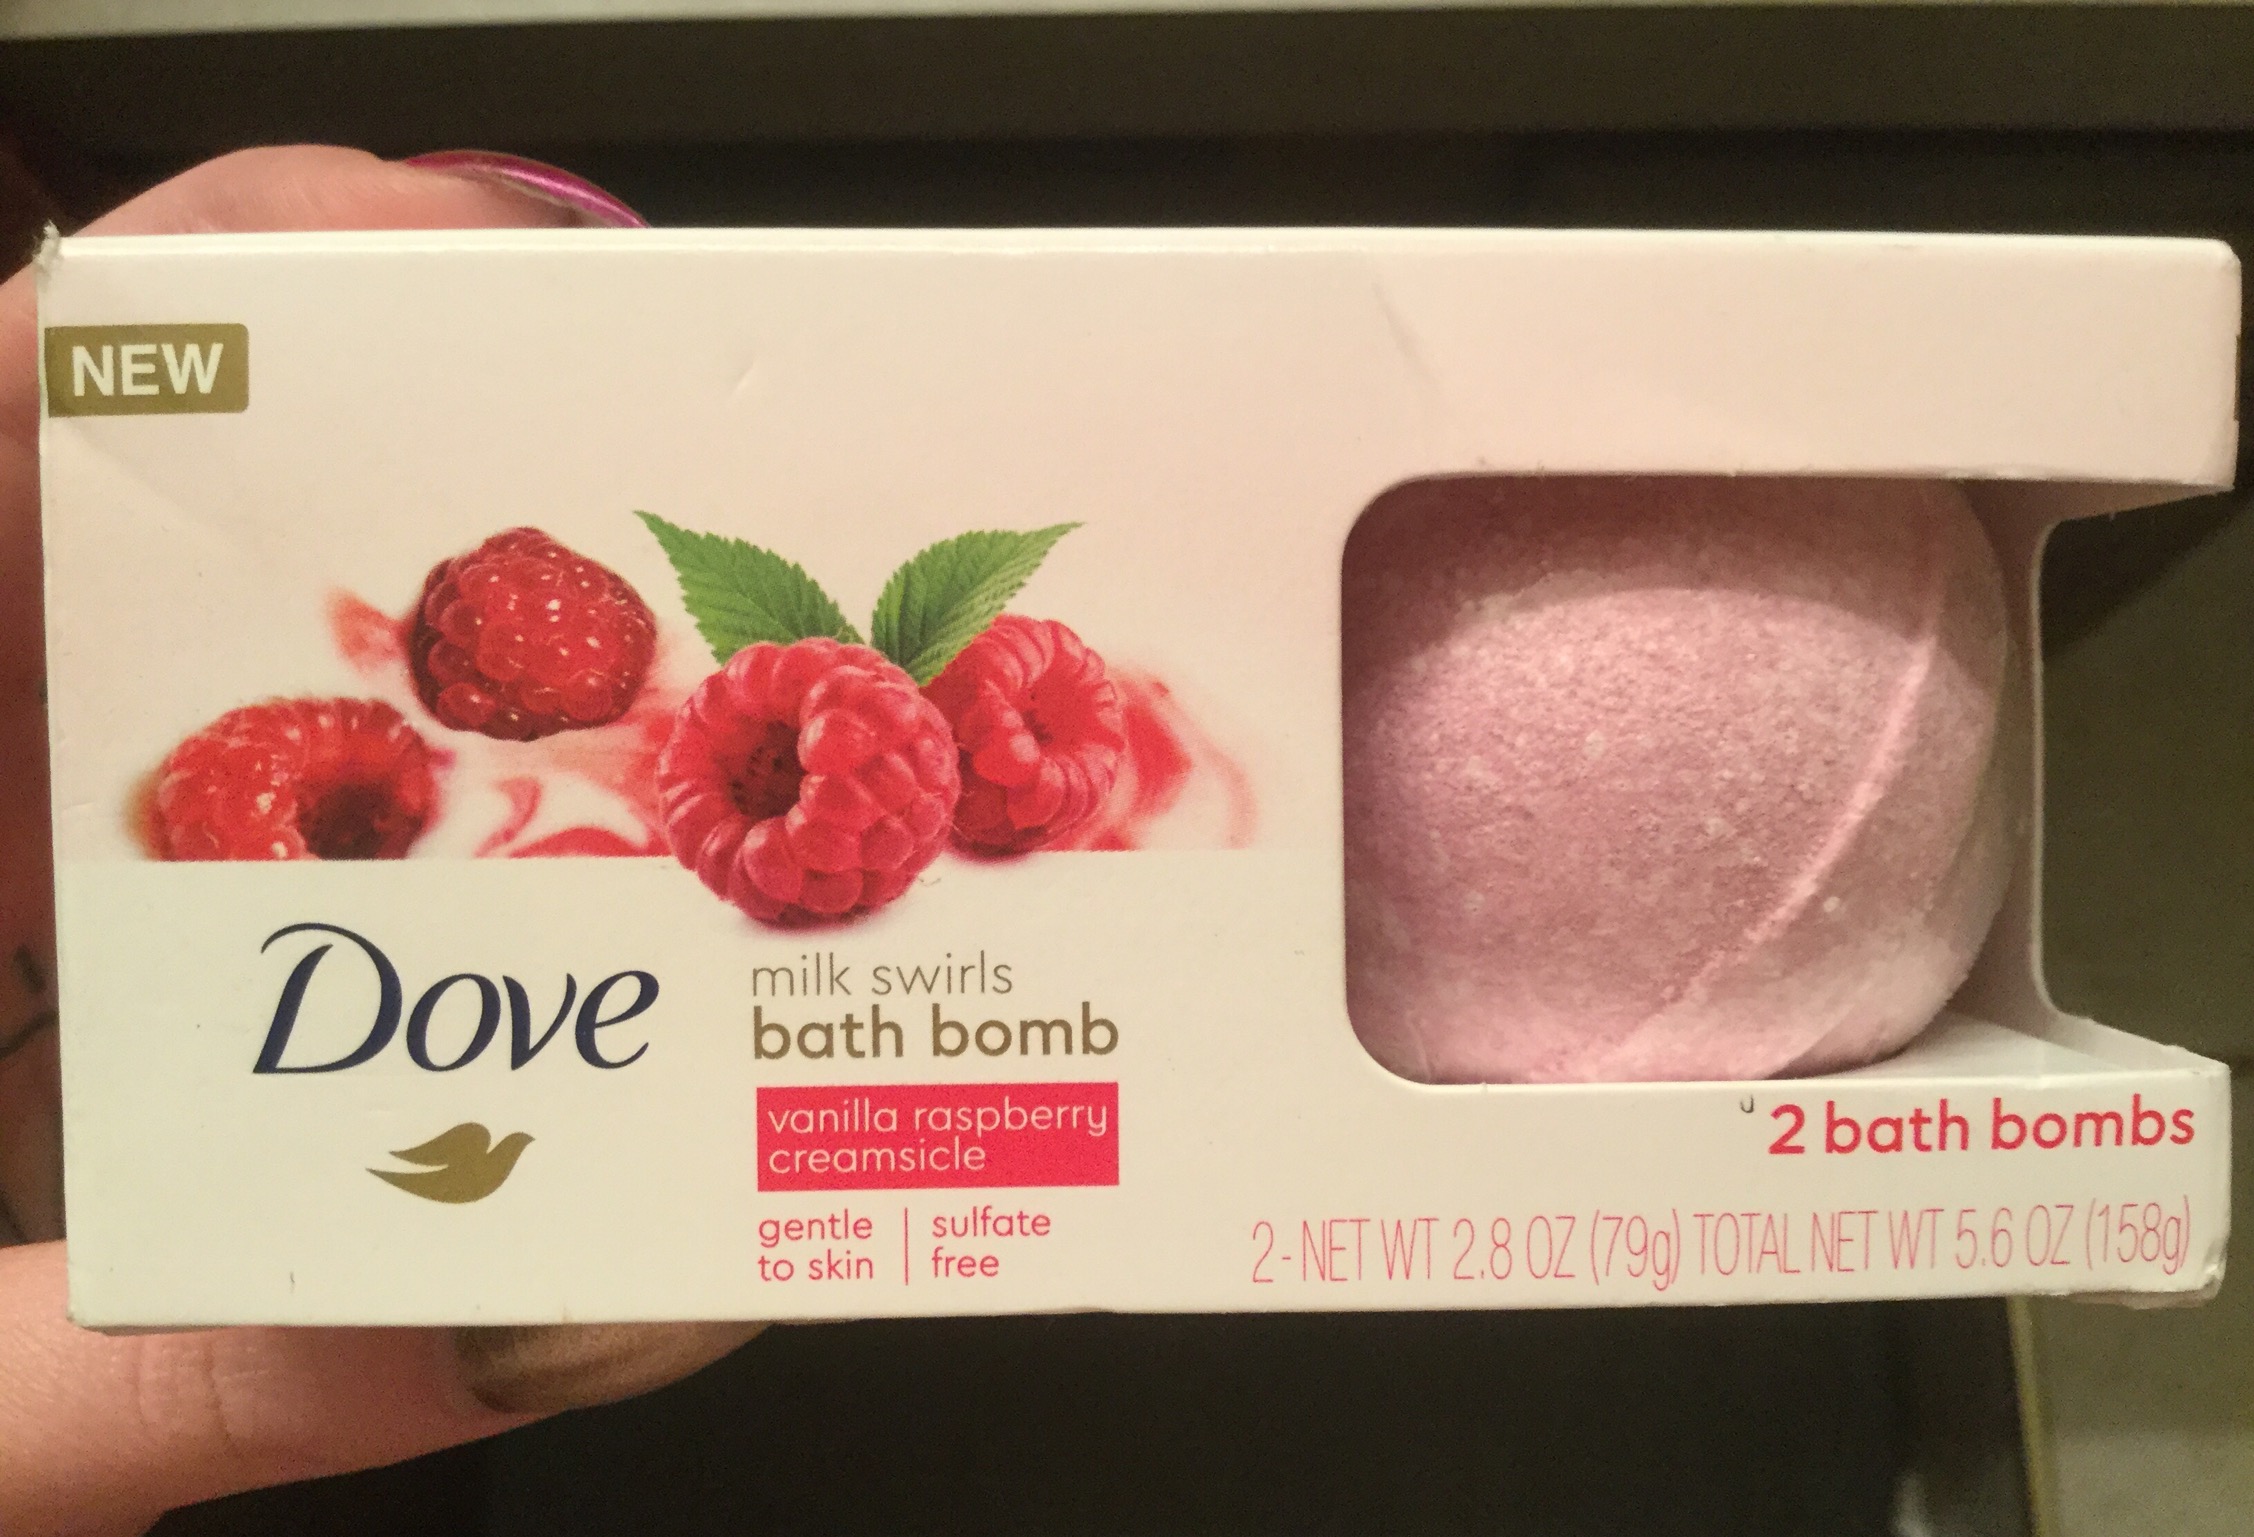 NEW
Dove
milk swirls
bath bomb
vanilla raspberry
creamsicle
gentle
to skin
sulfate
free
2 bath bombs
2-NET WT 2.8 OZ (79g) TOTAL NET WT 5.6 OZ (158g)